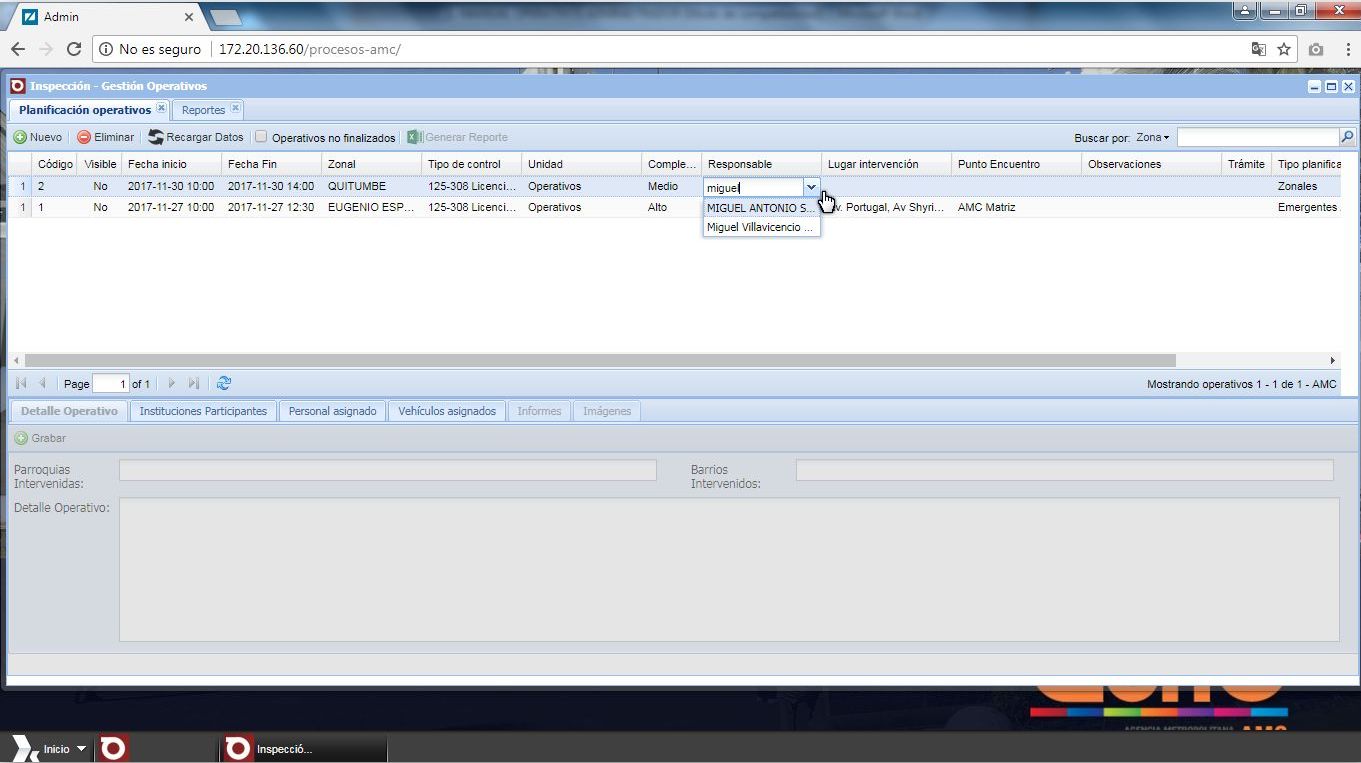 Admin
No es seguro 172.20.136.60/procesos-amc/
Inspección - Gestión Operativos
Planificación operativos Reportes
Nuevo Eliminar Recargar Datos Operativos no finalizados Generar Reporte Buscar por: Zona
Código Visible Fecha inicio Fecha Fin Zonal Tipo de control Unidad Comple... Responsable Lugar intervención Punto Encuentro Observaciones Trámite Tipo planifica
1 2 No 2017-11-30 10:00 2017-11-30 14:00 QUITUMBE 125-308 Licenci... Operativos Medio miguel Zonales
1 1 No 2017-11-27 10:00 2017-11-27 12:30 EUGENIO ESP... 125-308 Licenci... Operativos Alto MIGUEL ANTONIO S... v. Portugal, Av Shyri... AMC Matriz Emergentes
Miguel Villavicencio ...
Page 1 of 1 Mostrando operativos 1 - 1 de 1 - AMC
Detalle Operativo Instituciones Participantes Personal asignado Vehículos asignados Informes Imágenes
Grabar
Parroquias Intervenidas: Barrios Intervenidos:
Detalle Operativo:
AGENCIA METROPOLITANA AMC
Inicio Inspecció...